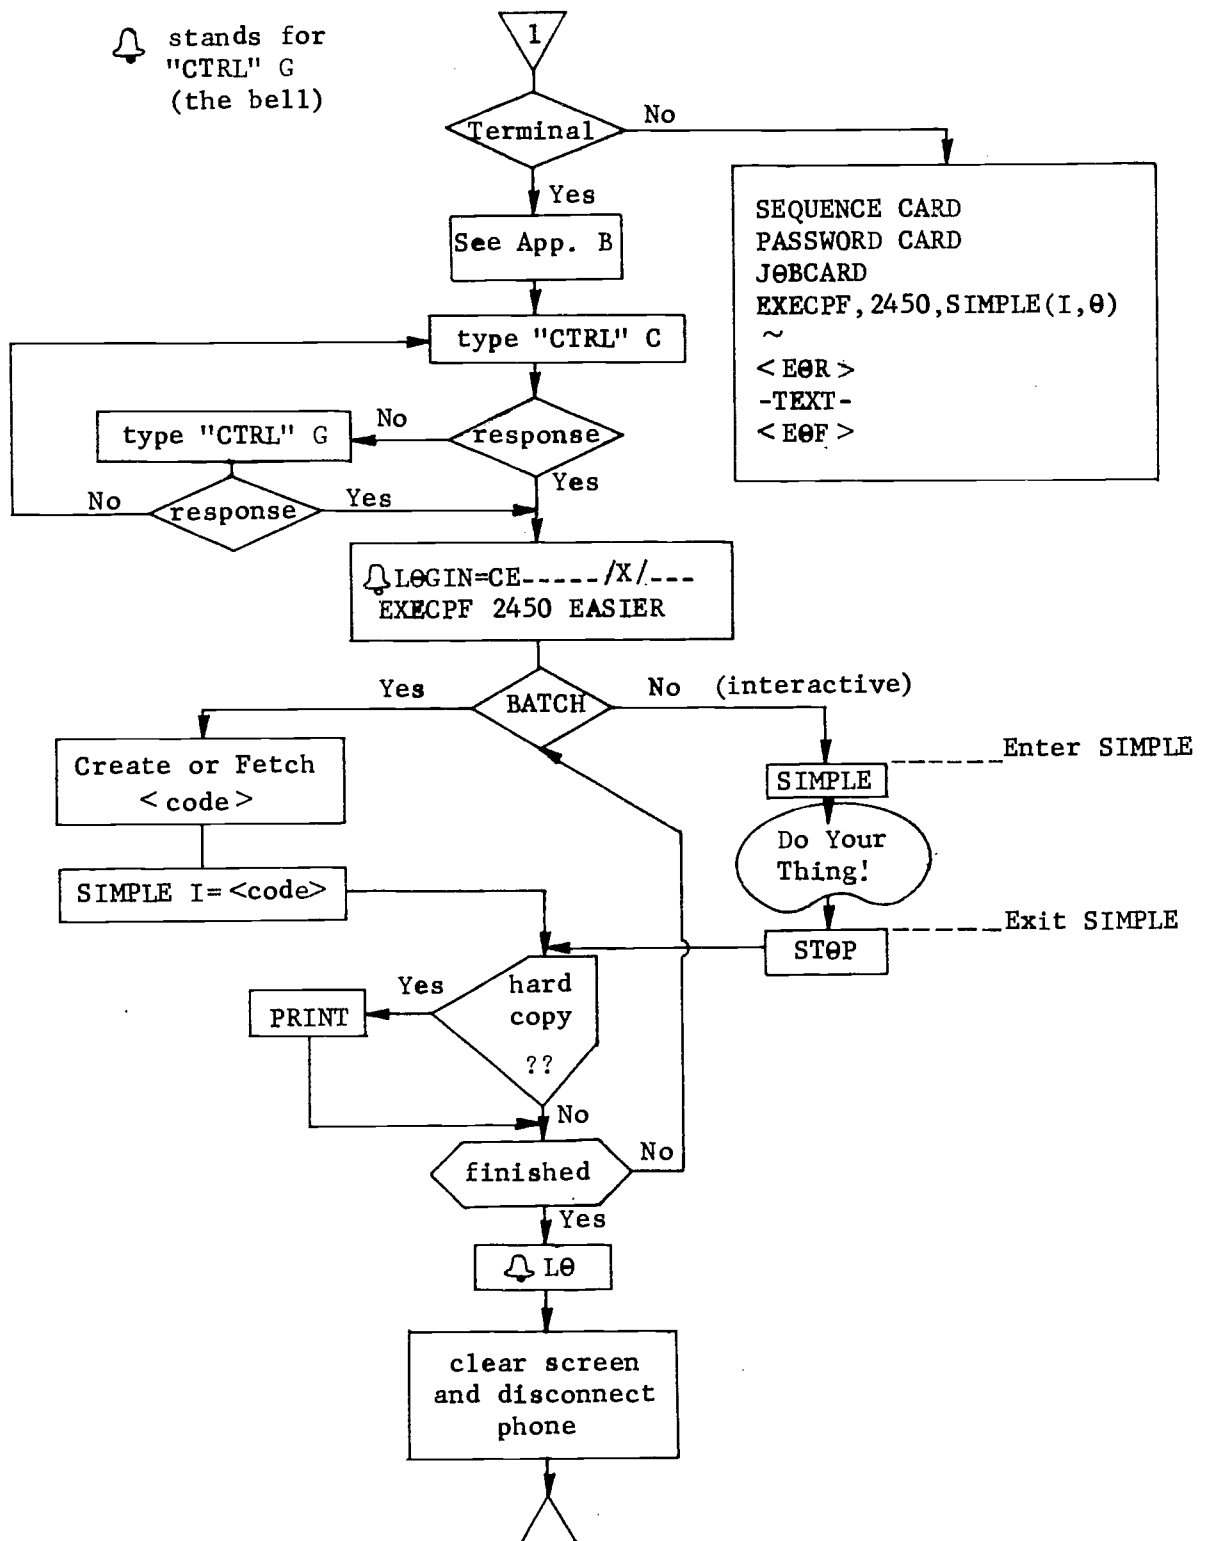 stands for
"CTRL" G
(the bell)
1
Terminal
No
Yes
See App. B
SEQUENCE CARD
PASSWORD CARD
JθBCARD
EXECPF,2450,SIMPLE(I,θ)
~
<EθR>
-TEXT-
<EθF>
type "CTRL" C
response
No
Yes
type "CTRL" G
response
No
Yes
LθGIN=CE-----/X/---
EXECPF 2450 EASIER
BATCH
Yes
No (interactive)
Create or Fetch
<code>
SIMPLE I=<code>
Enter SIMPLE
SIMPLE
Do Your
Thing!
Exit SIMPLE
STθP
hard
copy
??
Yes
PRINT
No
finished
No
Yes
Lθ
clear screen
and disconnect
phone